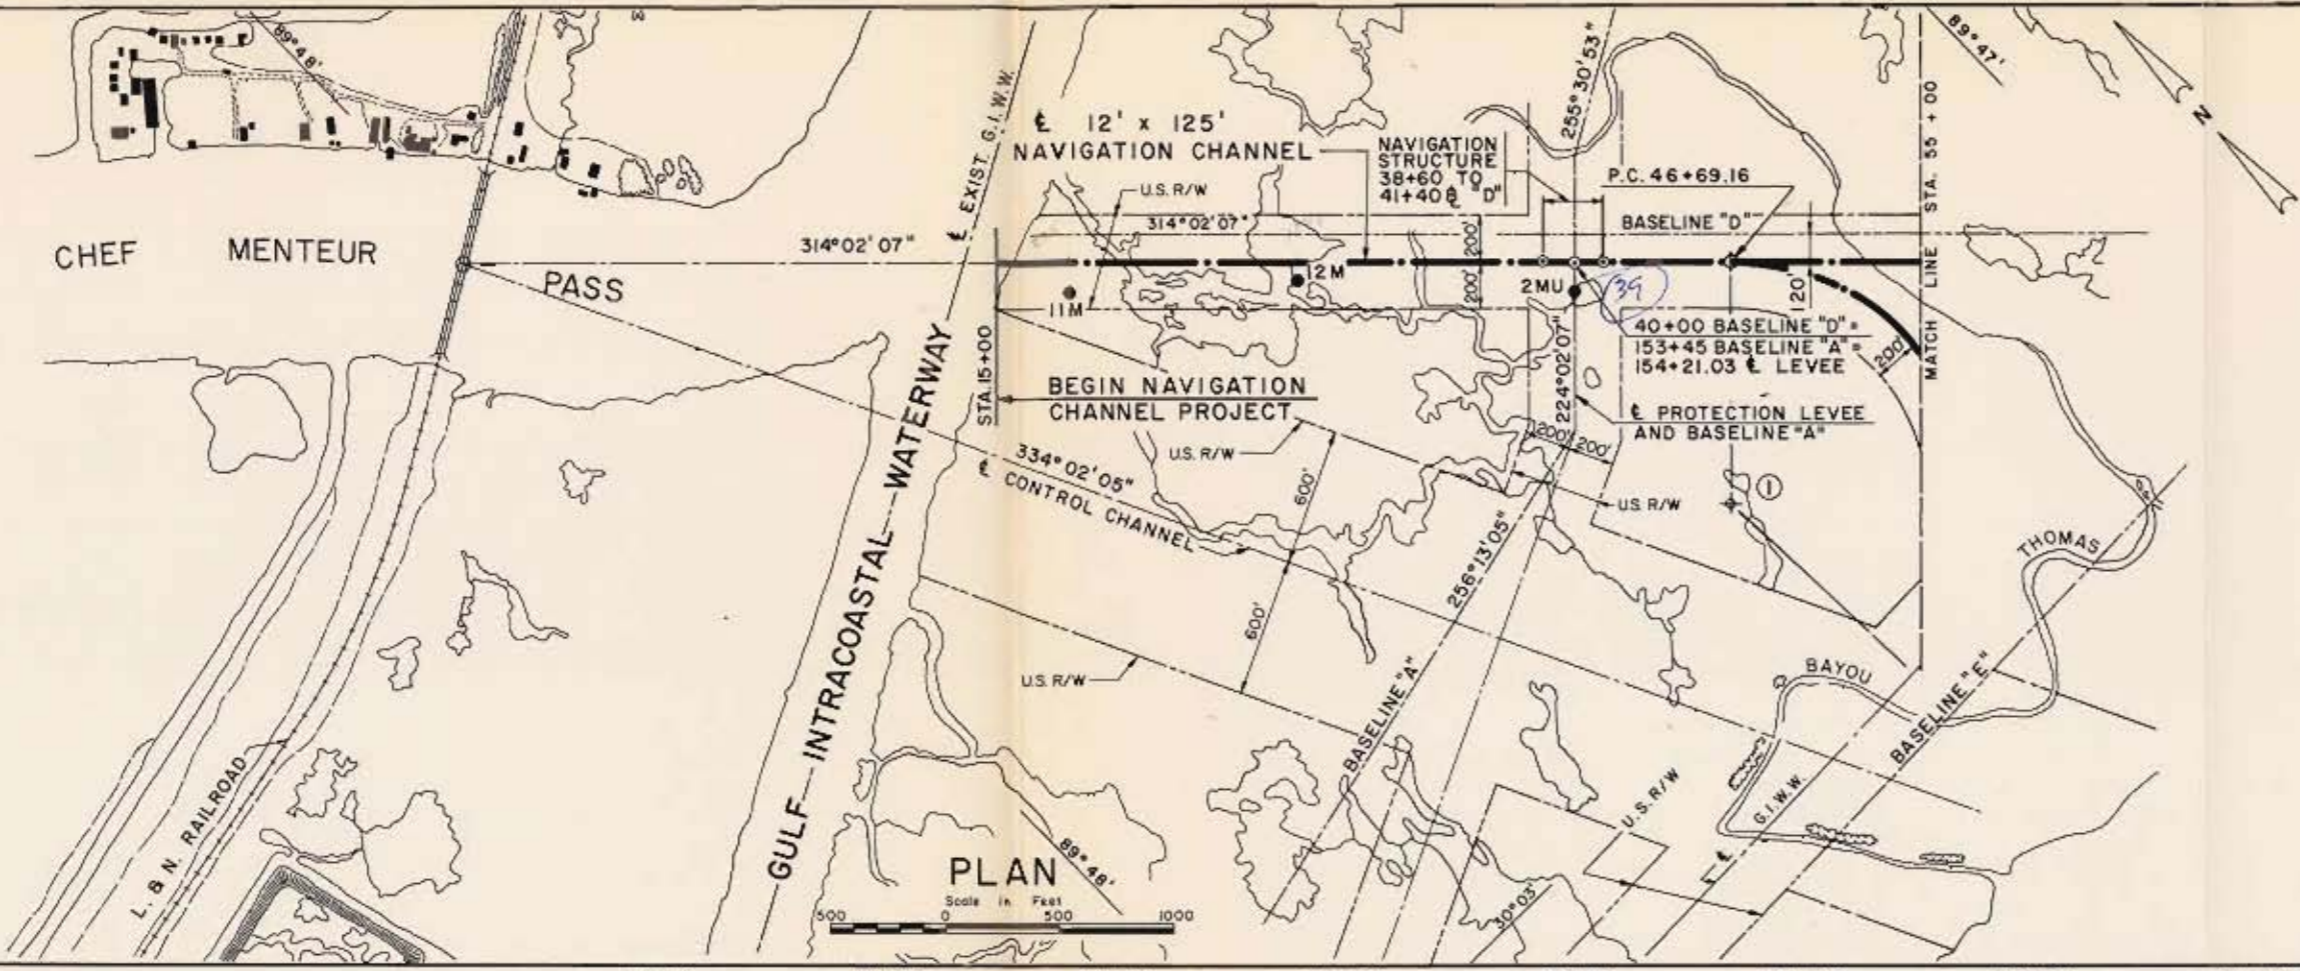 89°48'
CHEF MENTEUR
PASS
314°02'07"
℄ EXIST. G.I.W.W.
℄ 12' x 125'
NAVIGATION CHANNEL
U.S. R/W
314°02'07"
NAVIGATION
STRUCTURE
38+60 TO
41+40 ℄ "D"
200'
200'
255°30'53"
P.C. 46+69.16
BASELINE "D"
120'
MATCH LINE STA. 55 + 00
89°47'
N
11M
12M
2MU
39
40+00 BASELINE "D" =
153+45 BASELINE "A" =
154+21.03 ℄ LEVEE
200'
STA. 15+00
BEGIN NAVIGATION
CHANNEL PROJECT
U.S. R/W
224°02'07"
℄ PROTECTION LEVEE
AND BASELINE "A"
200' 200'
U.S. R/W
1
334°02'05"
℄ CONTROL CHANNEL
600'
600'
256°13'05"
BASELINE "A"
GULF INTRACOASTAL WATERWAY
U.S. R/W
THOMAS
BAYOU
BASELINE "E"
U.S. R/W
℄ G.I.W.W.
L. & N. RAILROAD
89°48'
30°03'
PLAN
Scale in Feet
500 0 500 1000